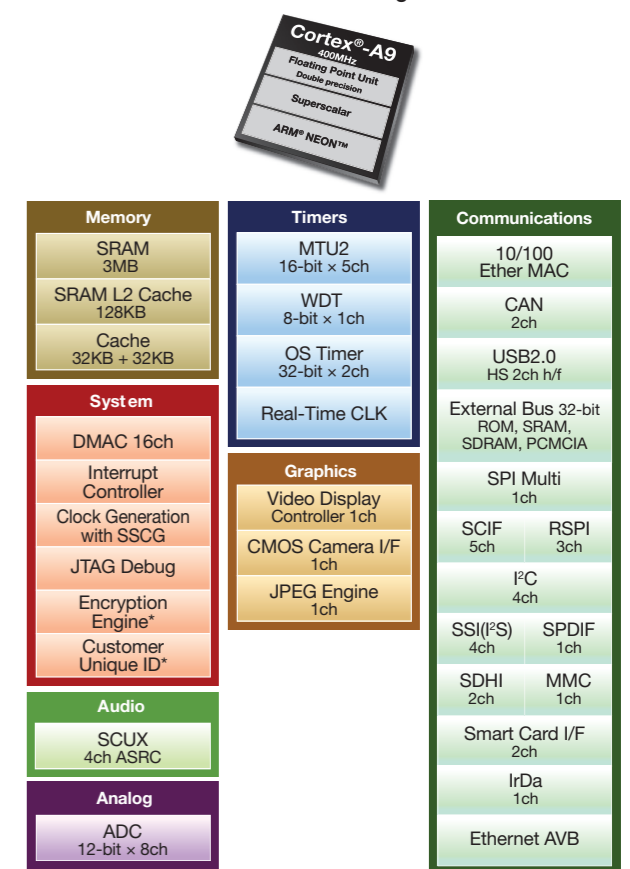 Cortex®-A9
400MHz
Floating Point Unit
Double precision
Superscalar
ARM® NEON™
Memory
SRAM
3MB
SRAM L2 Cache
128KB
Cache
32KB + 32KB
System
DMAC 16ch
Interrupt
Controller
Clock Generation
with SSCG
JTAG Debug
Encryption
Engine*
Customer
Unique ID*
Audio
SCUX
4ch ASRC
Analog
ADC
12-bit × 8ch
Timers
MTU2
16-bit × 5ch
WDT
8-bit × 1ch
OS Timer
32-bit × 2ch
Real-Time CLK
Graphics
Video Display
Controller 1ch
CMOS Camera I/F
1ch
JPEG Engine
1ch
Communications
10/100
Ether MAC
CAN
2ch
USB2.0
HS 2ch h/f
External Bus 32-bit
ROM, SRAM,
SDRAM, PCMCIA
SPI Multi
1ch
SCIF
5ch
RSPI
3ch
I²C
4ch
SSI(I²S)
4ch
SPDIF
1ch
SDHI
2ch
MMC
1ch
Smart Card I/F
2ch
IrDa
1ch
Ethernet AVB